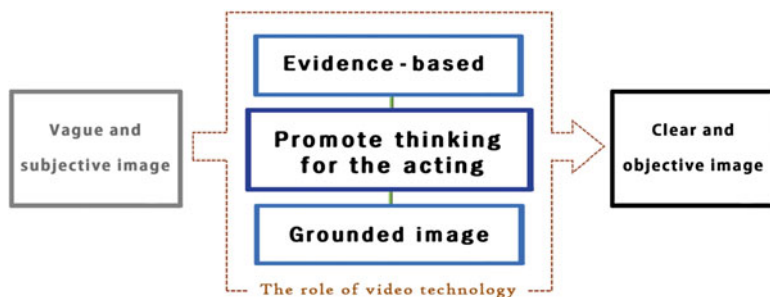 Vague and
subjective image
Evidence-based
Promote thinking
for the acting
Grounded image
Clear and
objective image
The role of video technology